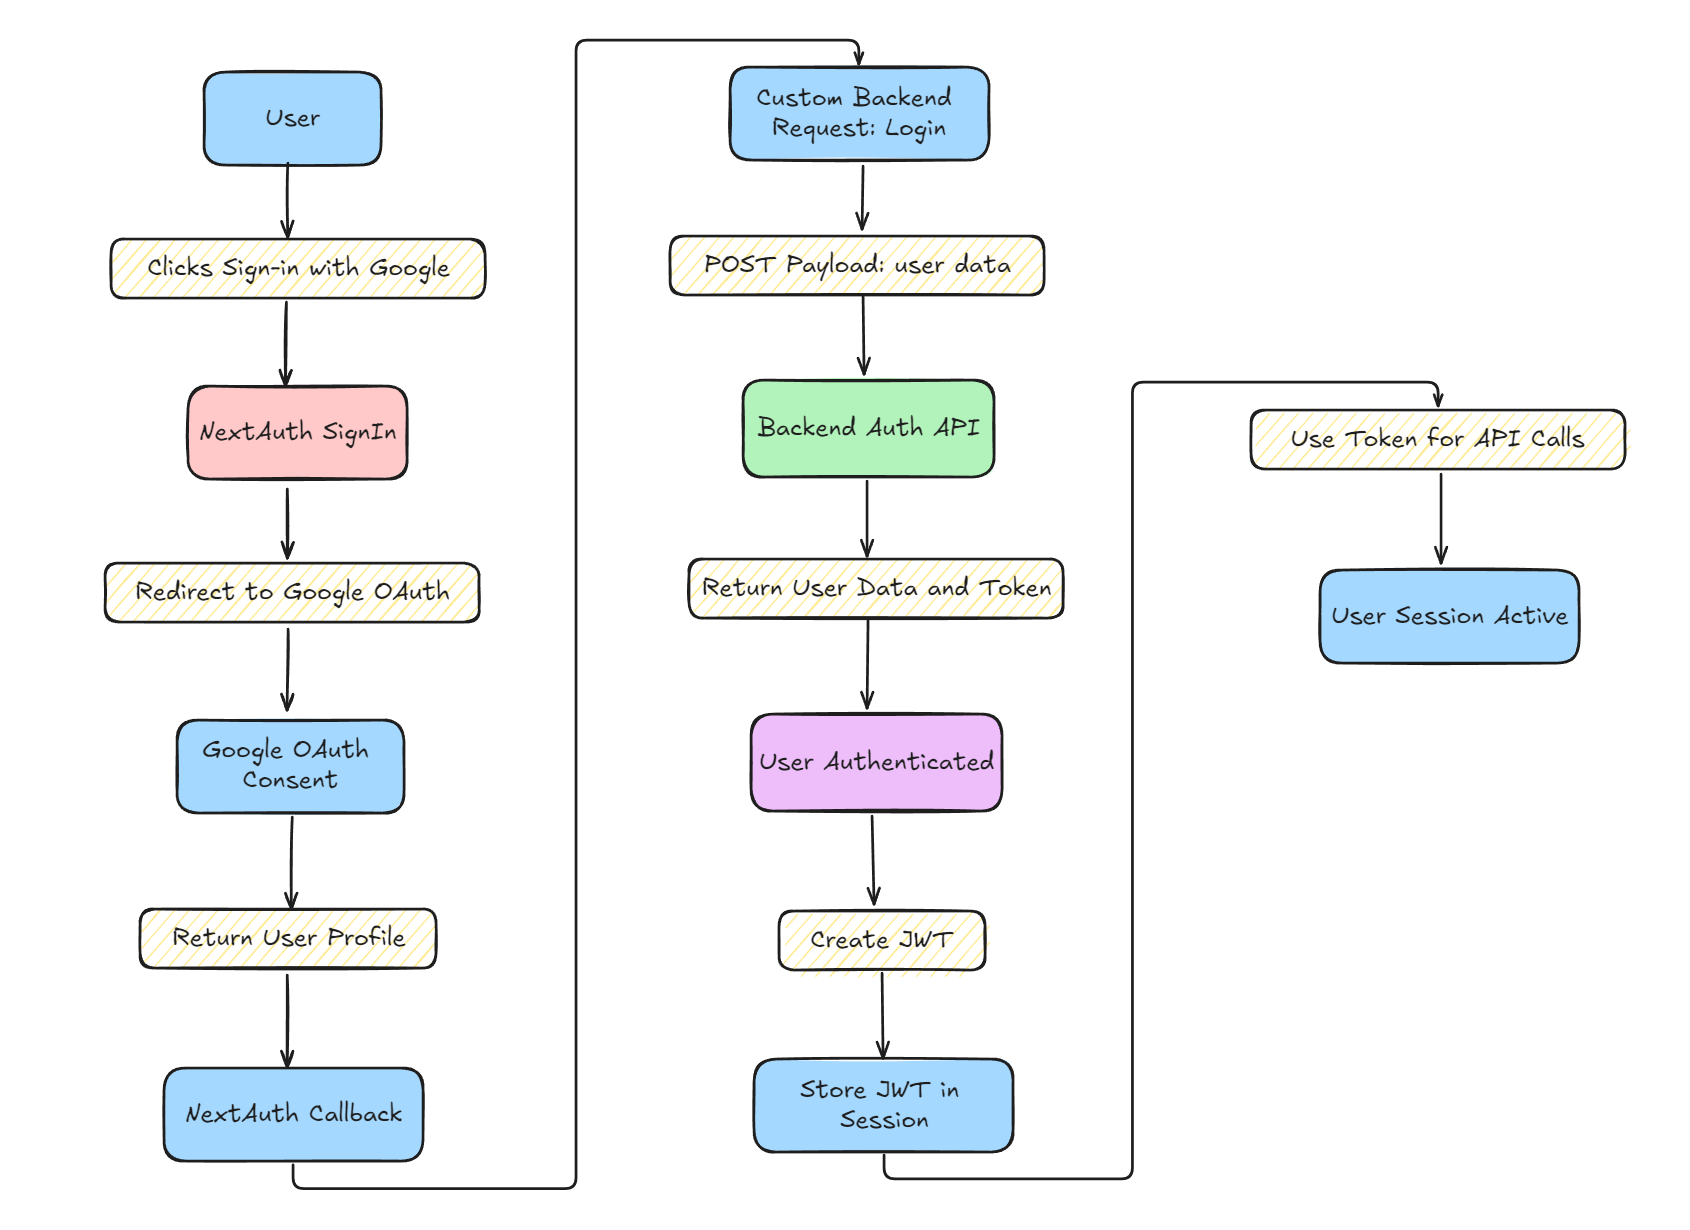 User
Clicks Sign-in with Google
NextAuth SignIn
Redirect to Google OAuth
Google OAuth
Consent
Return User Profile
NextAuth Callback
Custom Backend
Request: Login
POST Payload: user data
Backend Auth API
Return User Data and Token
User Authenticated
Create JWT
Store JWT in
Session
Use Token for API Calls
User Session Active